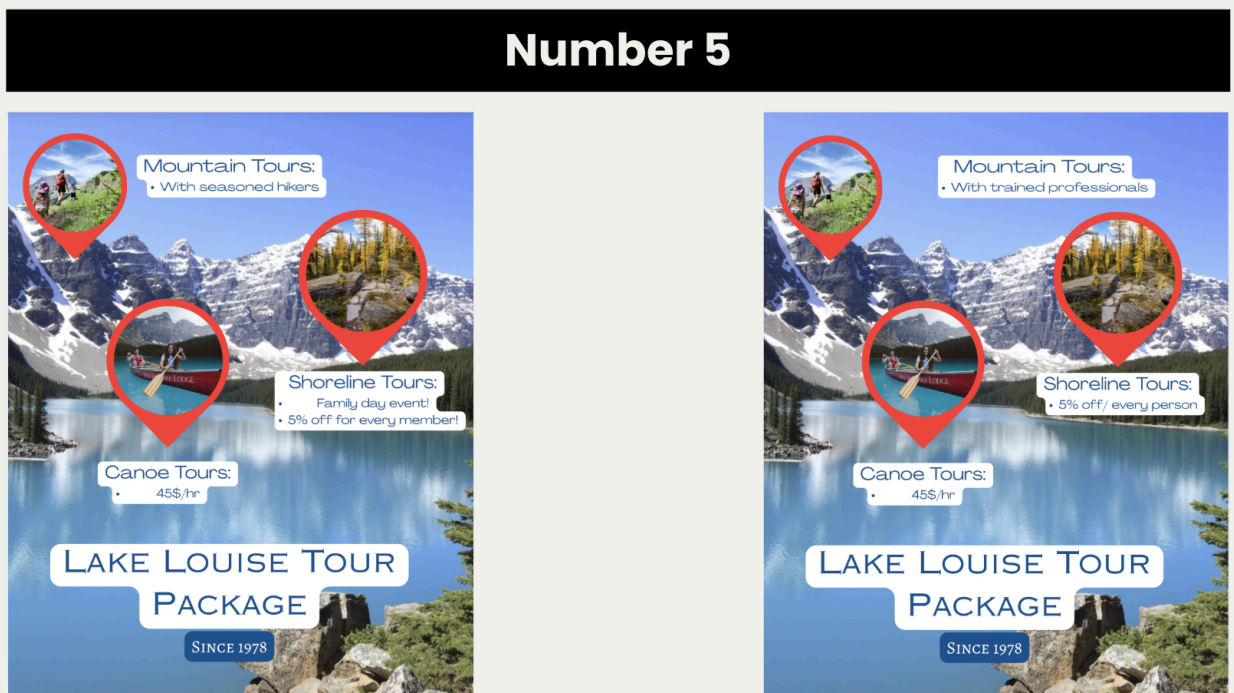 Number 5
Mountain Tours:
• With seasoned hikers
Shoreline Tours:
• Family day event!
• 5% off for every member!
Canoe Tours:
• 45$/hr
LAKE LOUISE TOUR
PACKAGE
SINCE 1978
Mountain Tours:
• With trained professionals
Shoreline Tours:
• 5% off/ every person
Canoe Tours:
• 45$/hr
LAKE LOUISE TOUR
PACKAGE
SINCE 1978